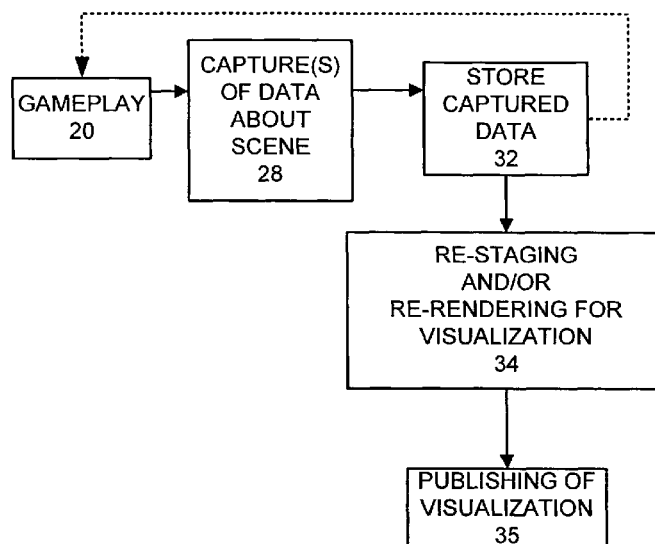 GAMEPLAY
20
CAPTURE(S)
OF DATA
ABOUT
SCENE
28
STORE
CAPTURED
DATA
32
RE-STAGING
AND/OR
RE-RENDERING FOR
VISUALIZATION
34
PUBLISHING OF
VISUALIZATION
35